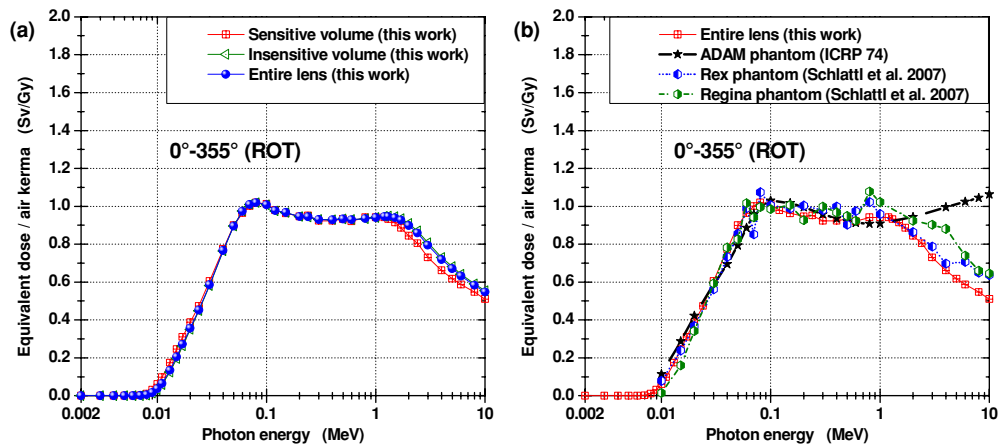 (a)
Sensitive volume (this work)
Insensitive volume (this work)
Entire lens (this work)
0°-355° (ROT)
Equivalent dose / air kerma (Sv/Gy)
2.0
1.8
1.6
1.4
1.2
1.0
0.8
0.6
0.4
0.2
0.0
0.002
0.01
0.1
1
10
Photon energy (MeV)
(b)
Entire lens (this work)
ADAM phantom (ICRP 74)
Rex phantom (Schlattl et al. 2007)
Regina phantom (Schlattl et al. 2007)
0°-355° (ROT)
Equivalent dose / air kerma (Sv/Gy)
2.0
1.8
1.6
1.4
1.2
1.0
0.8
0.6
0.4
0.2
0.0
0.002
0.01
0.1
1
10
Photon energy (MeV)